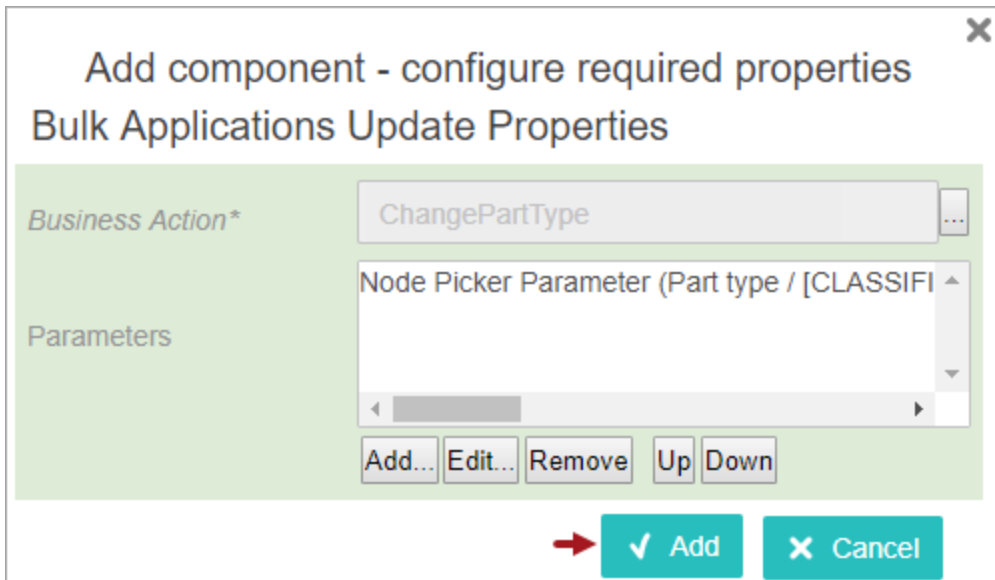 Add component - configure required properties
Bulk Applications Update Properties
Business Action* ChangePartType ...
Node Picker Parameter (Part type / [CLASSIFI
Parameters
Add... Edit... Remove Up Down
Add Cancel